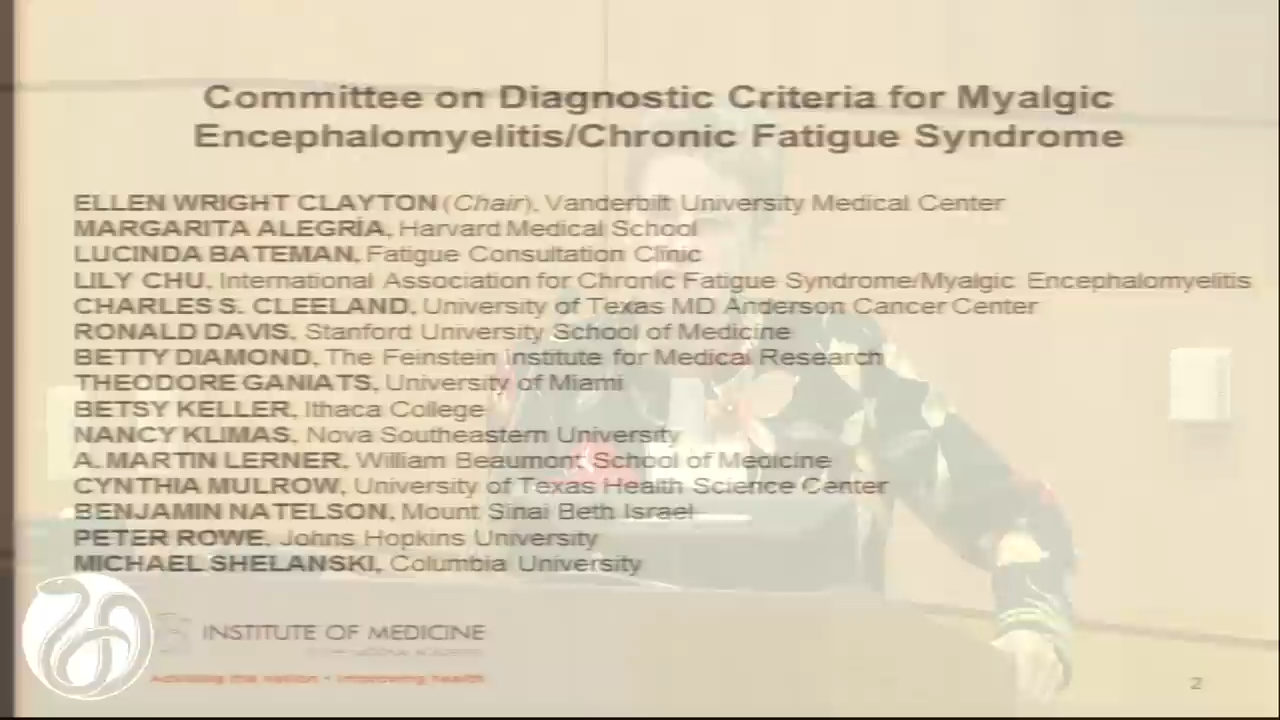 Committee on Diagnostic Criteria for Myalgic
Encephalomyelitis/Chronic Fatigue Syndrome
ELLEN WRIGHT CLAYTON (Chair), Vanderbilt University Medical Center
MARGARITA ALEGRÍA, Harvard Medical School
LUCINDA BATEMAN, Fatigue Consultation Clinic
LILY CHU, International Association for Chronic Fatigue Syndrome/Myalgic Encephalomyelitis
CHARLES S. CLEELAND, University of Texas MD Anderson Cancer Center
RONALD DAVIS, Stanford University School of Medicine
BETTY DIAMOND, The Feinstein Institute for Medical Research
THEODORE GANIATS, University of Miami
BETSY KELLER, Ithaca College
NANCY KLIMAS, Nova Southeastern University
A. MARTIN LERNER, William Beaumont School of Medicine
CYNTHIA MULROW, University of Texas Health Science Center
BENJAMIN NATELSON, Mount Sinai Beth Israel
PETER ROWE, Johns Hopkins University
MICHAEL SHELANSKI, Columbia University
INSTITUTE OF MEDICINE
Advising the nation • Improving health
2